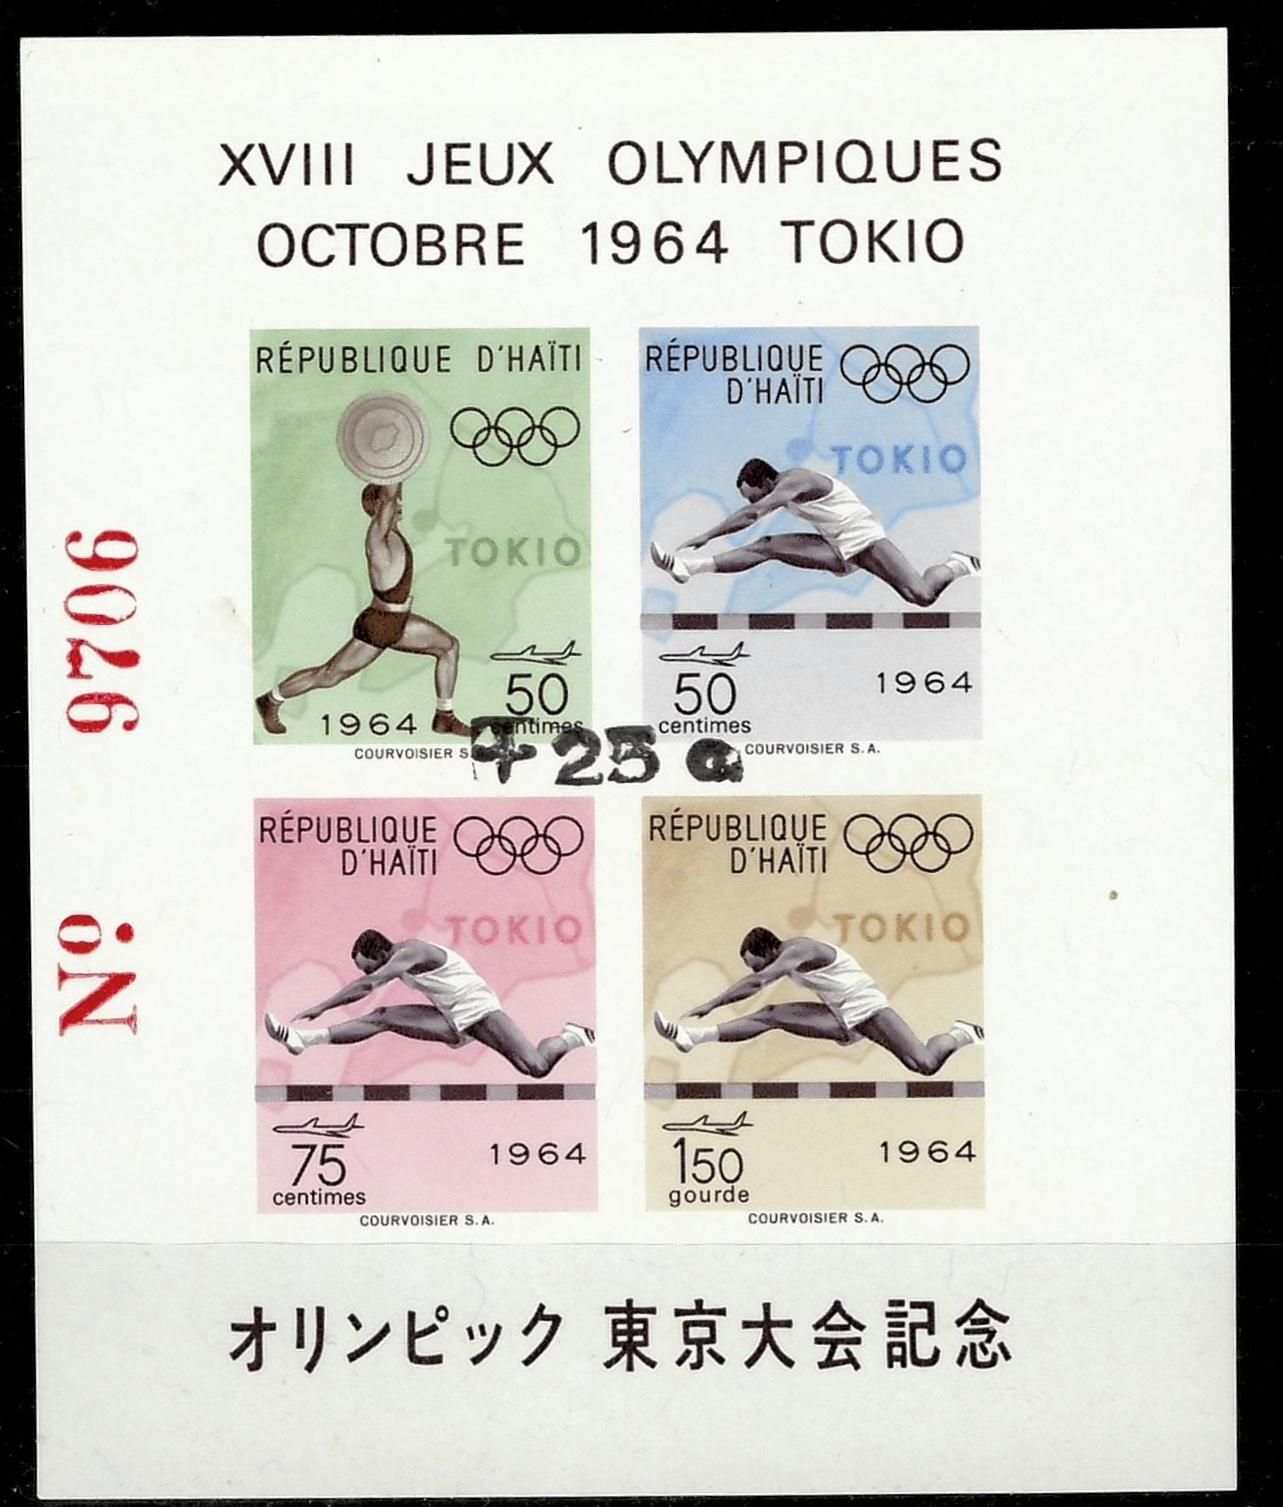 XVIII JEUX OLYMPIQUES
OCTOBRE 1964 TOKIO
RÉPUBLIQUE D'HAÏTI
TOKIO
50
centimes
1964
COURVOISIER S.
RÉPUBLIQUE
D'HAÏTI
TOKIO
50
centimes
1964
COURVOISIER S.A.
+25 a
RÉPUBLIQUE
D'HAÏTI
TOKIO
75
centimes
1964
COURVOISIER S.A.
RÉPUBLIQUE
D'HAÏTI
TOKIO
150
gourde
1964
COURVOISIER S.A.
No. 9706
オリンピック 東京大会記念